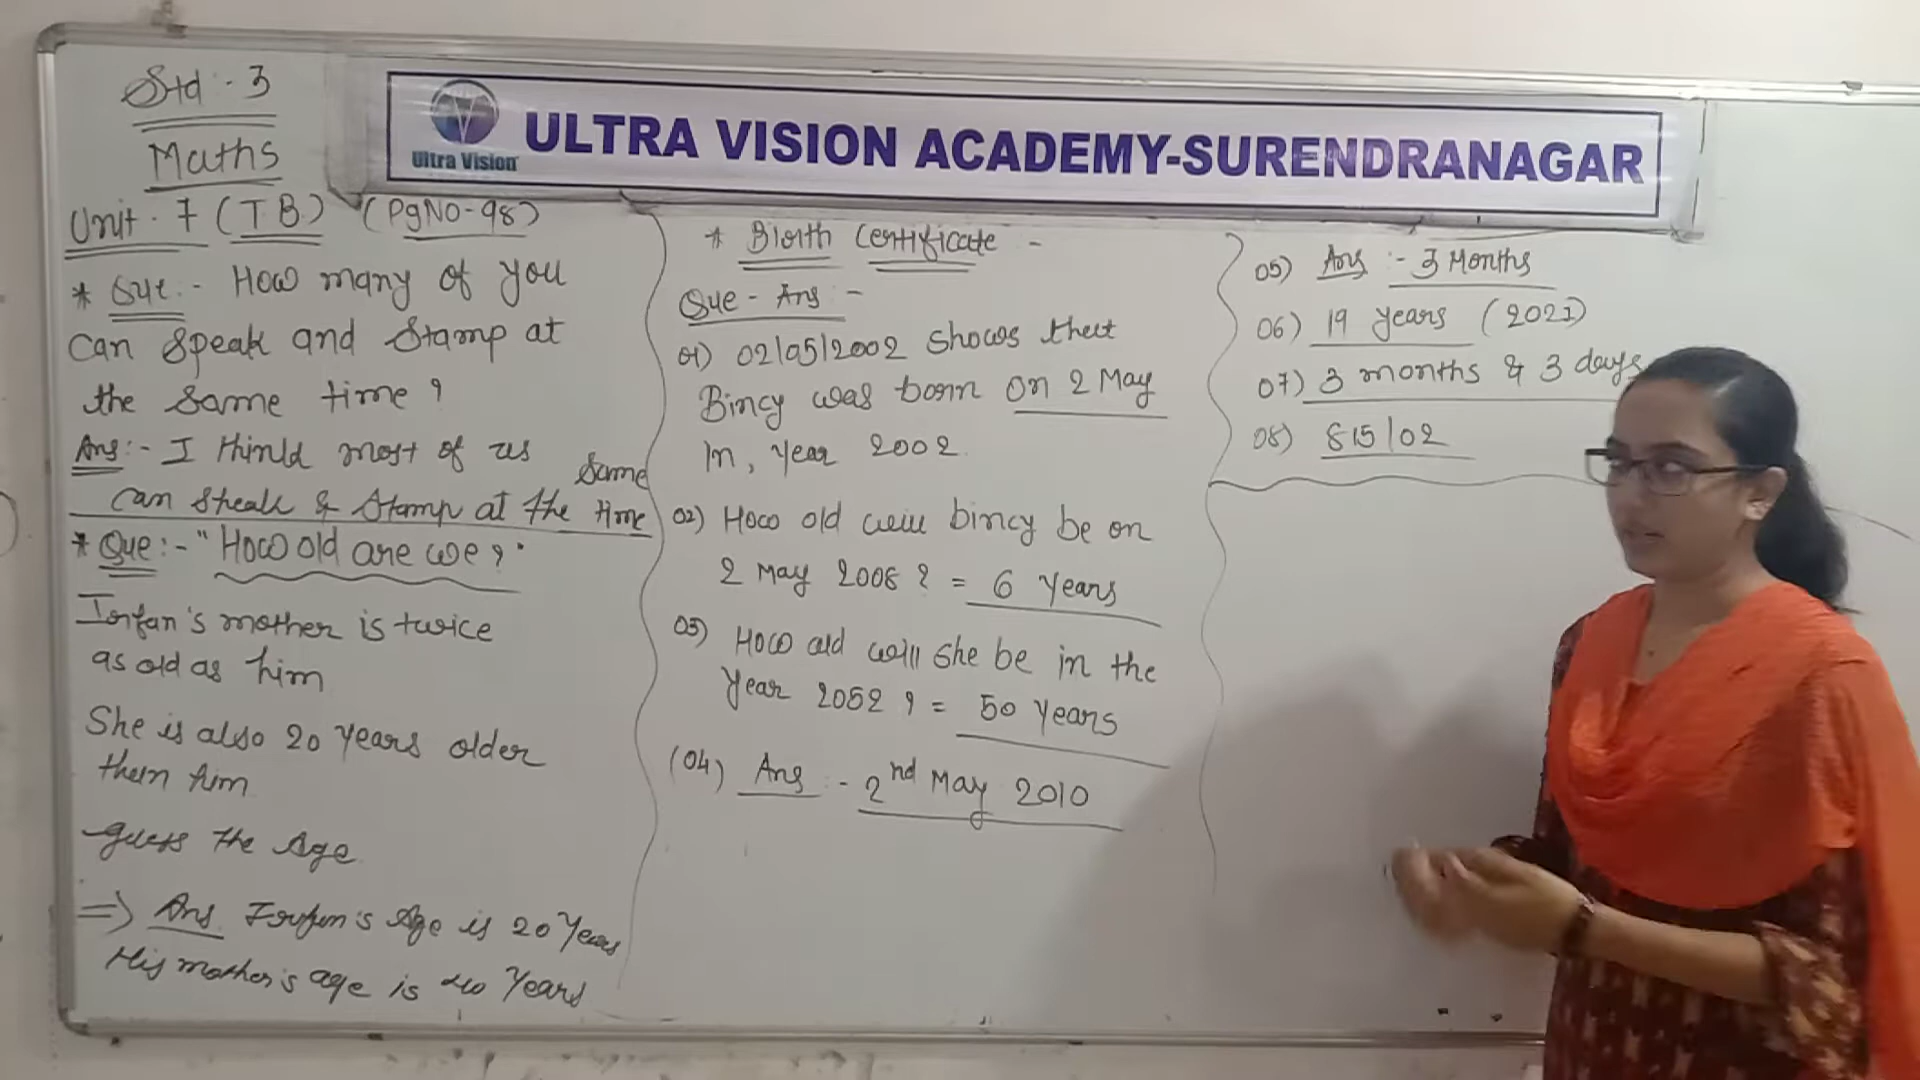 Std :- 3
Maths
Unit - 7 (T.B.) (PgNO-98)
* Que :- How many of you
can speak and Stamp at
the Same time ?
Ans :- I think most of us
can speak & Stamp at the Same time
* Que :- "How old are we ?"
Irfan's mother is twice
as old as him
She is also 20 years older
then him
guess the Age
=> Ans. Irfan's Age is 20 Years
His mother's age is 40 Years
Ultra Vision
ULTRA VISION ACADEMY-SURENDRANAGAR
* Birth Certificate -
Que - Ans :-
01) 02/05/2002 shows that
Bincy was born on 2 May
In, year 2002.
02) How old will bincy be on
2 May 2008 ? = 6 Years
03) How old will she be in the
Year 2052 ? = 50 Years
(04) Ans :- 2nd May 2010
05) Ans :- 3 Months
06) 19 years (2021)
07) 3 months & 3 days
08) 815/02